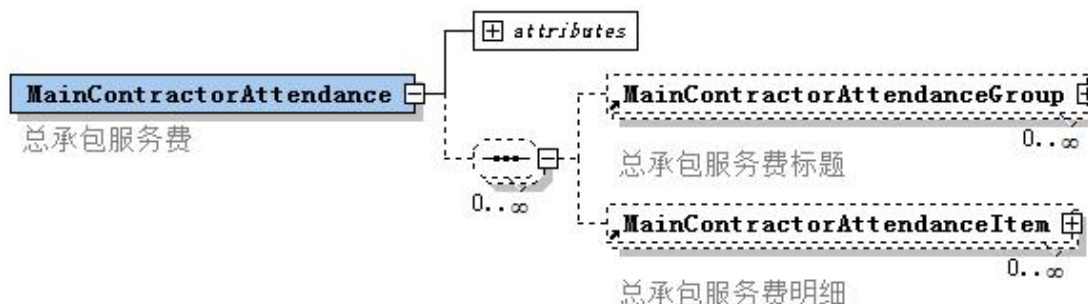 attributes
MainContractorAttendance
总承包服务费
0..∞
MainContractorAttendanceGroup
0..∞
总承包服务费标题
MainContractorAttendanceItem
0..∞
总承包服务费明细